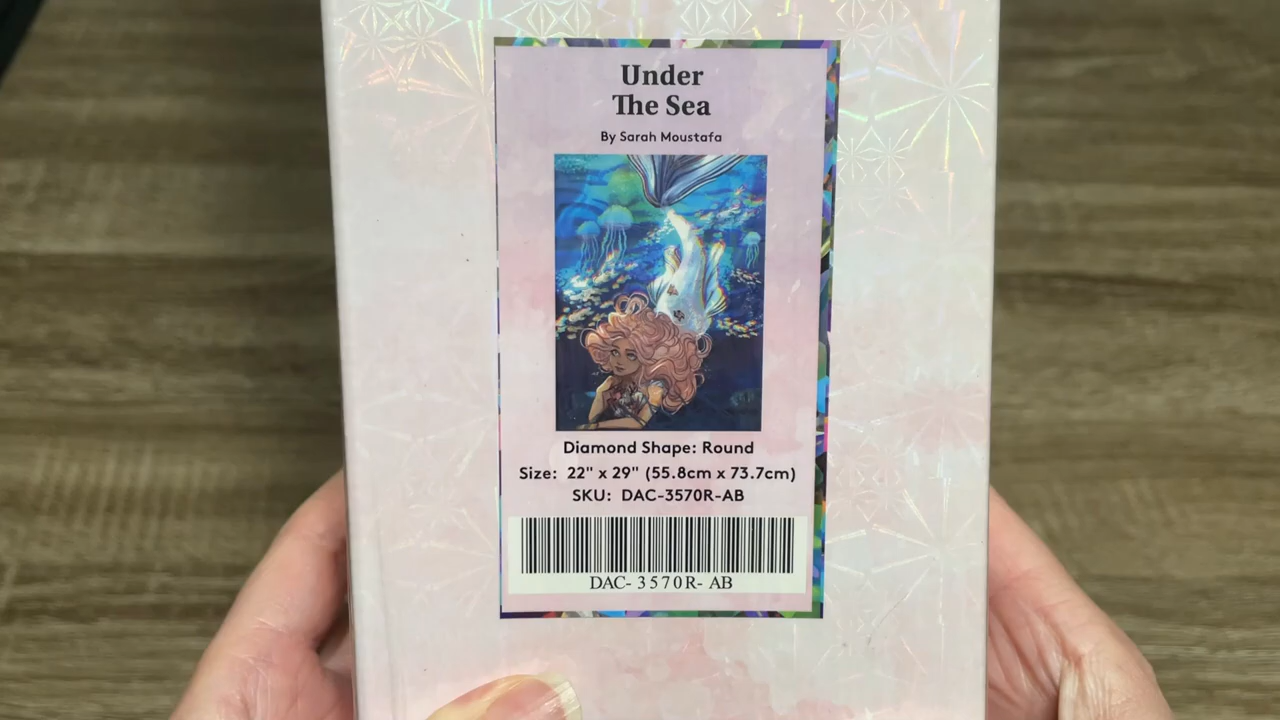 Under
The Sea
By Sarah Moustafa
Diamond Shape: Round
Size: 22" x 29" (55.8cm x 73.7cm)
SKU: DAC-3570R-AB
DAC- 3570R- AB